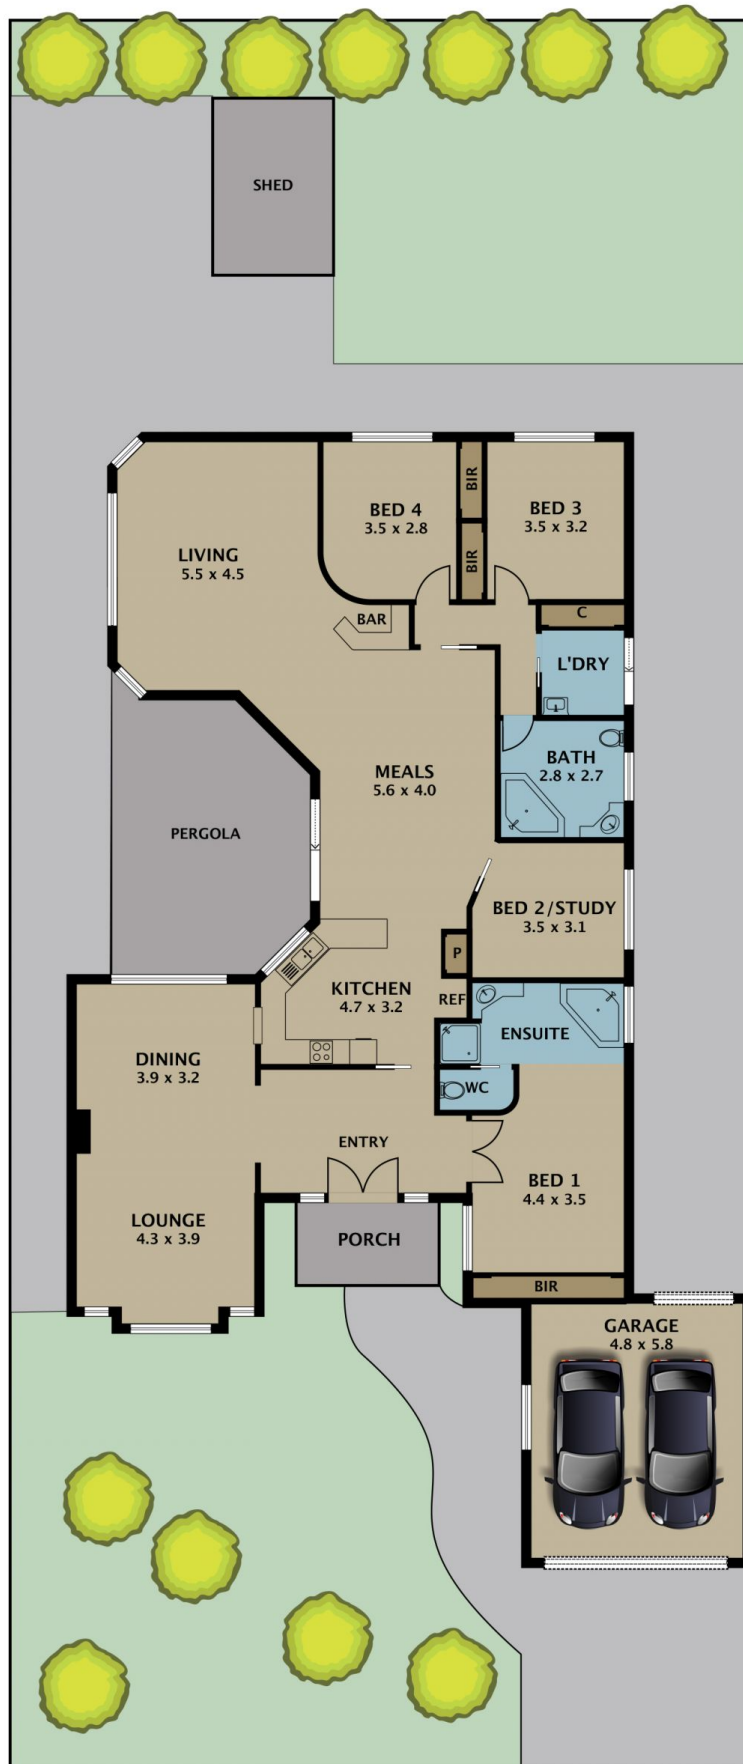 SHED
BIR
BED 4
3.5 x 2.8
BED 3
3.5 x 3.2
LIVING
5.5 x 4.5
BIR
BAR
C
L'DRY
MEALS
5.6 x 4.0
BATH
2.8 x 2.7
PERGOLA
BED 2/STUDY
3.5 x 3.1
P
KITCHEN
4.7 x 3.2
REF
DINING
3.9 x 3.2
ENSUITE
WC
ENTRY
BED 1
4.4 x 3.5
LOUNGE
4.3 x 3.9
PORCH
BIR
GARAGE
4.8 x 5.8